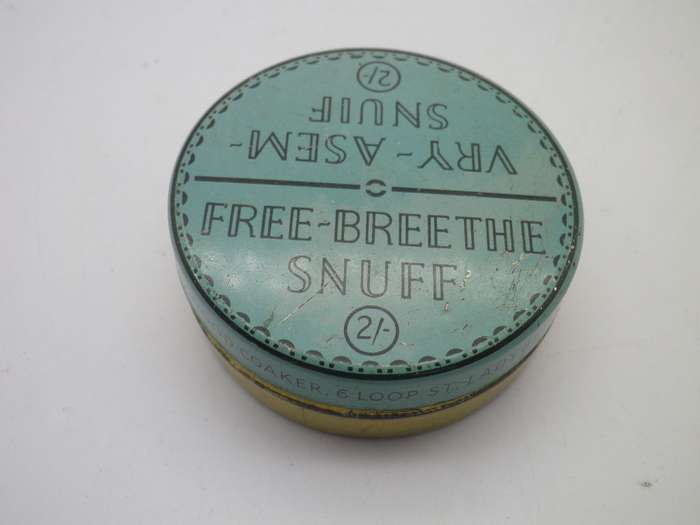 FREE-BREETHE
SNUFF
2/-
VRY-ASEM-
SNUIF
2/-
COAKER, 6 LOOP ST.